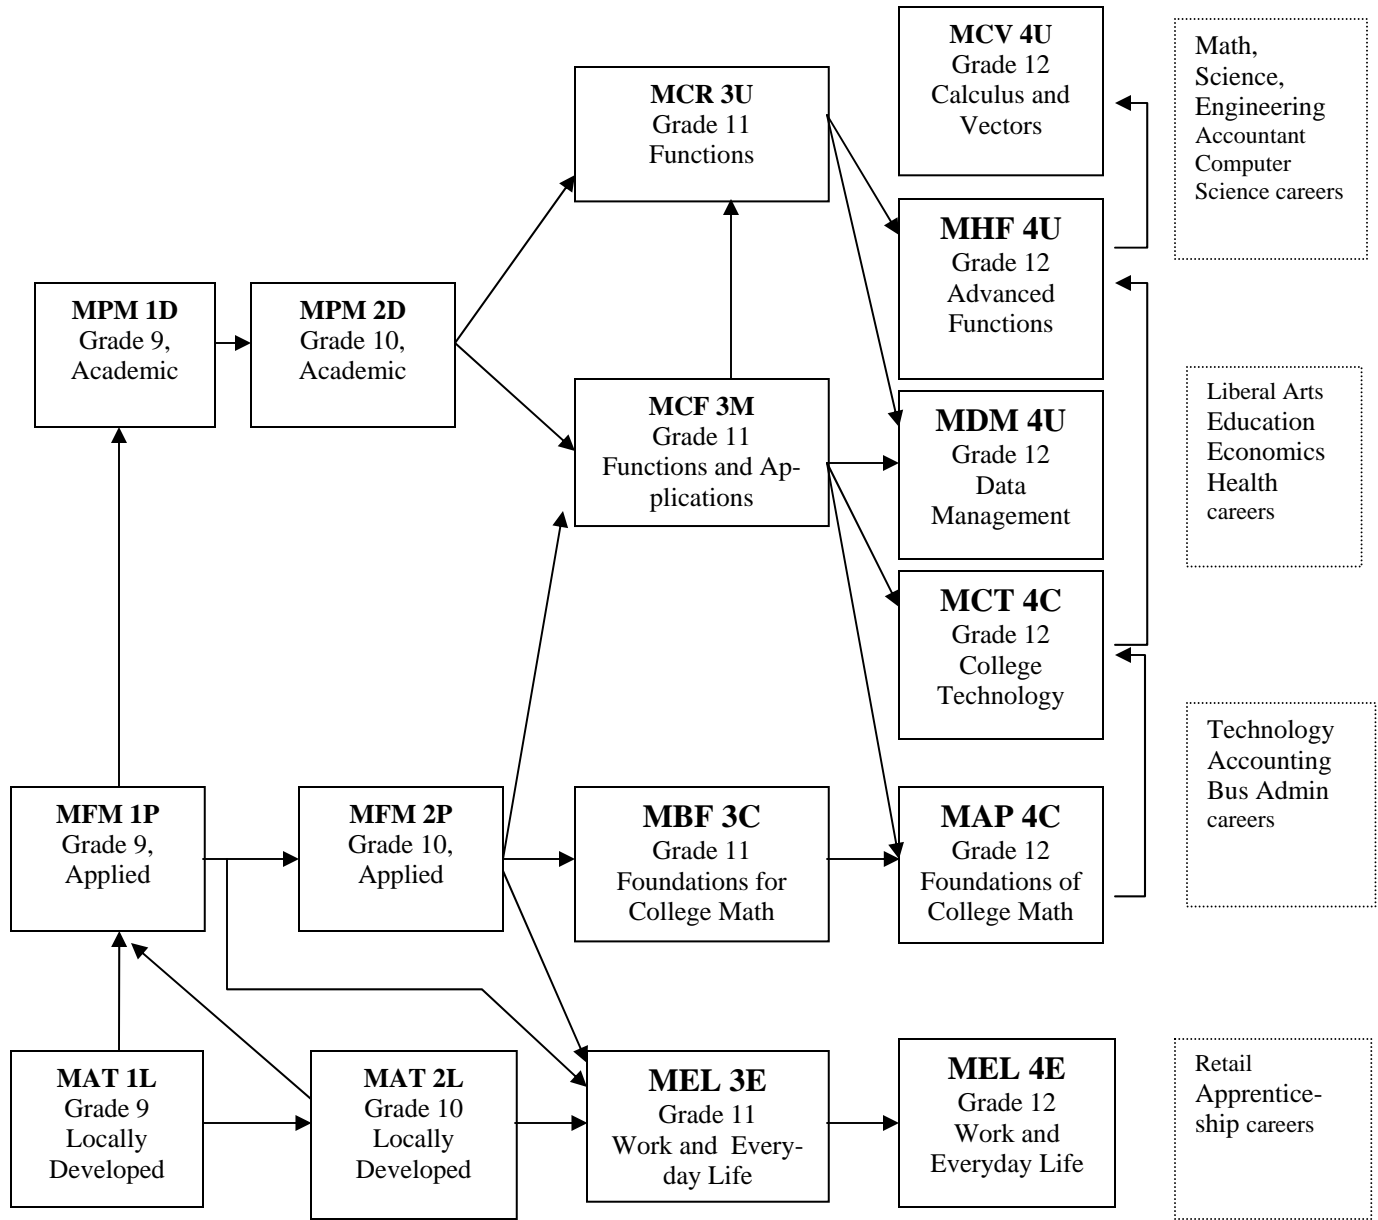 MCV 4U
Grade 12
Calculus and
Vectors
Math,
Science,
Engineering
Accountant
Computer
Science careers
MCR 3U
Grade 11
Functions
MHF 4U
Grade 12
Advanced
Functions
MPM 1D
Grade 9,
Academic
MPM 2D
Grade 10,
Academic
MCF 3M
Grade 11
Functions and Ap-
plications
MDM 4U
Grade 12
Data
Management
Liberal Arts
Education
Economics
Health
careers
MCT 4C
Grade 12
College
Technology
Technology
Accounting
Bus Admin
careers
MFM 1P
Grade 9,
Applied
MFM 2P
Grade 10,
Applied
MBF 3C
Grade 11
Foundations for
College Math
MAP 4C
Grade 12
Foundations of
College Math
MAT 1L
Grade 9
Locally
Developed
MAT 2L
Grade 10
Locally
Developed
MEL 3E
Grade 11
Work and Every-
day Life
MEL 4E
Grade 12
Work and
Everyday Life
Retail
Apprentice-
ship careers